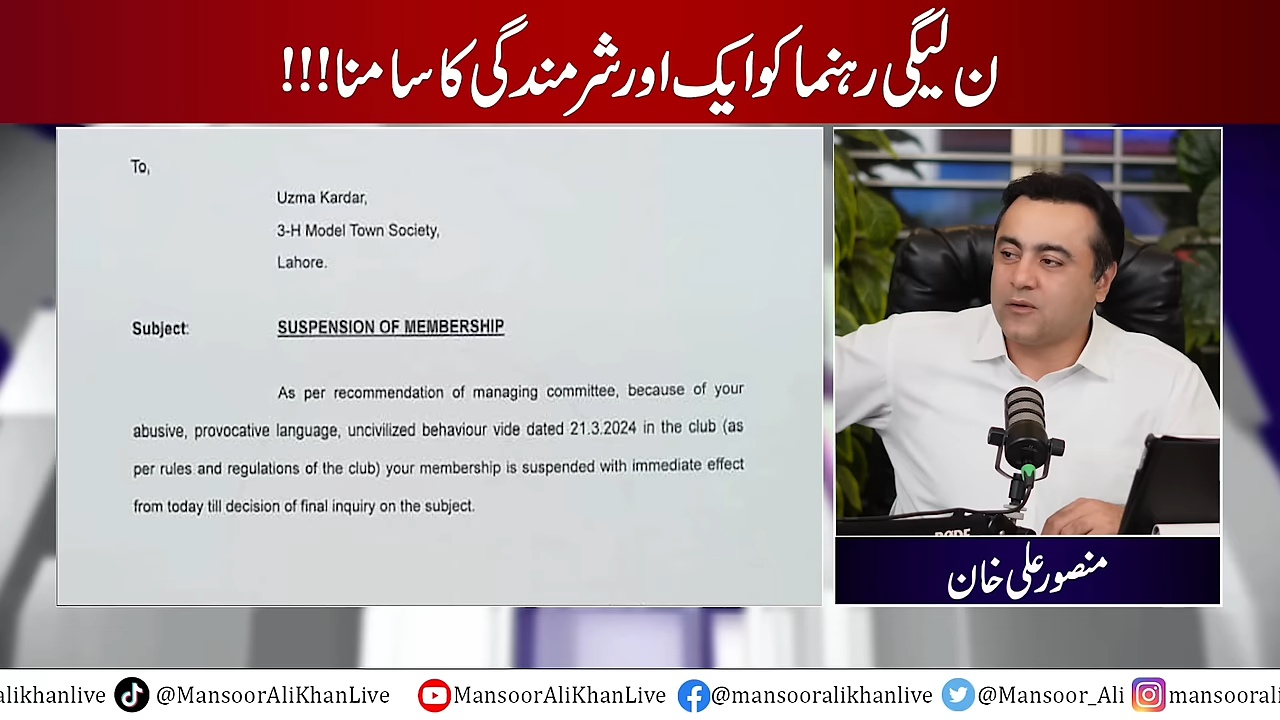 ن لیگی رہنما کو ایک اور شرمندگی کا سامنا!!!
To,
Uzma Kardar,
3-H Model Town Society,
Lahore.
Subject: SUSPENSION OF MEMBERSHIP
As per recommendation of managing committee, because of your
abusive, provocative language, uncivilized behaviour vide dated 21.3.2024 in the club (as
per rules and regulations of the club) your membership is suspended with immediate effect
from today till decision of final inquiry on the subject.
RODE
منصور علی خان
alikhanlive @MansoorAliKhanLive MansoorAliKhanLive @mansooralikhanlive @Mansoor_Ali mansoorali